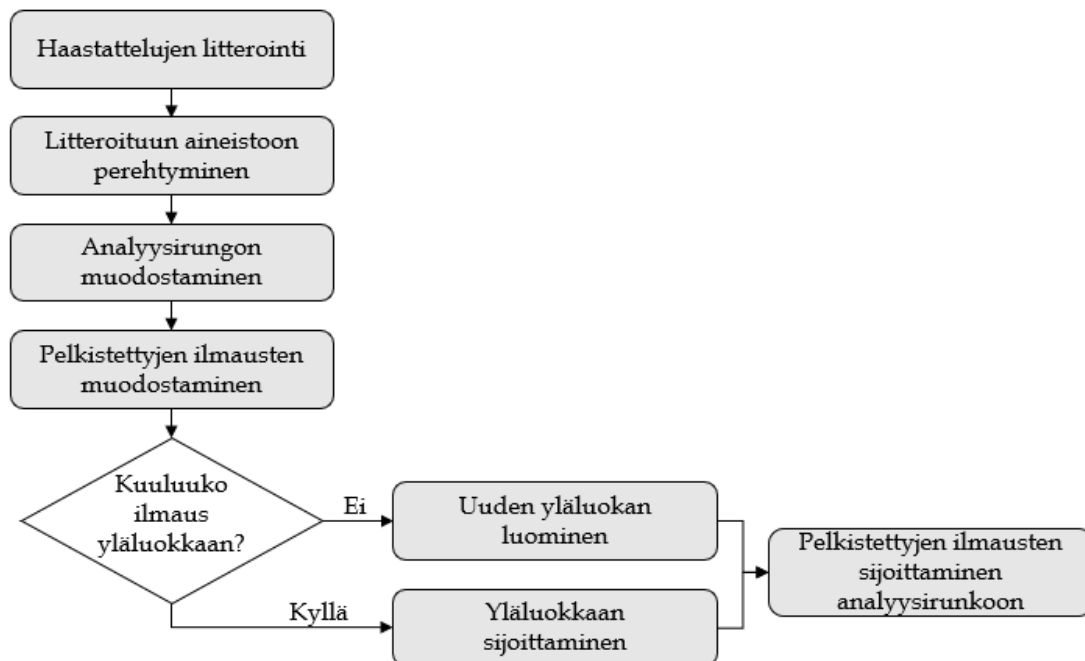 Haastattelujen litterointi
Litteroituun aineistoon
perehtyminen
Analyysirungon
muodostaminen
Pelkistettyjen ilmausten
muodostaminen
Kuuluuko
ilmaus
yläluokkaan?
Ei
Uuden yläluokan
luominen
Kyllä
Yläluokkaan
sijoittaminen
Pelkistettyjen ilmausten
sijoittaminen
analyysirunkoon